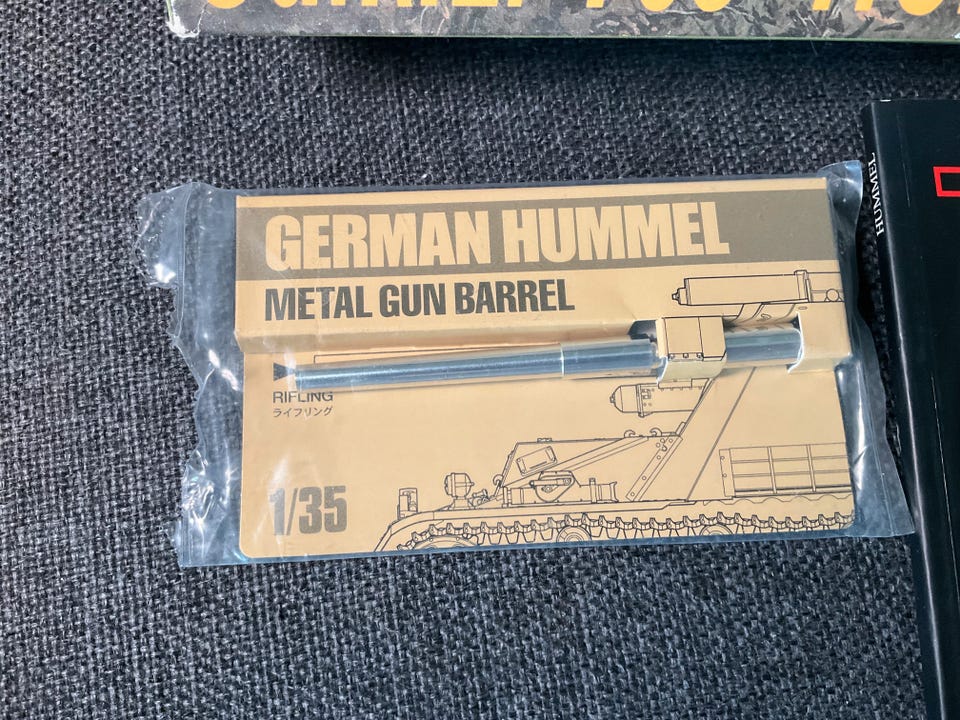 GERMAN HUMMEL
METAL GUN BARREL
RIFLING
ライフリング
1/35
HUMMEL